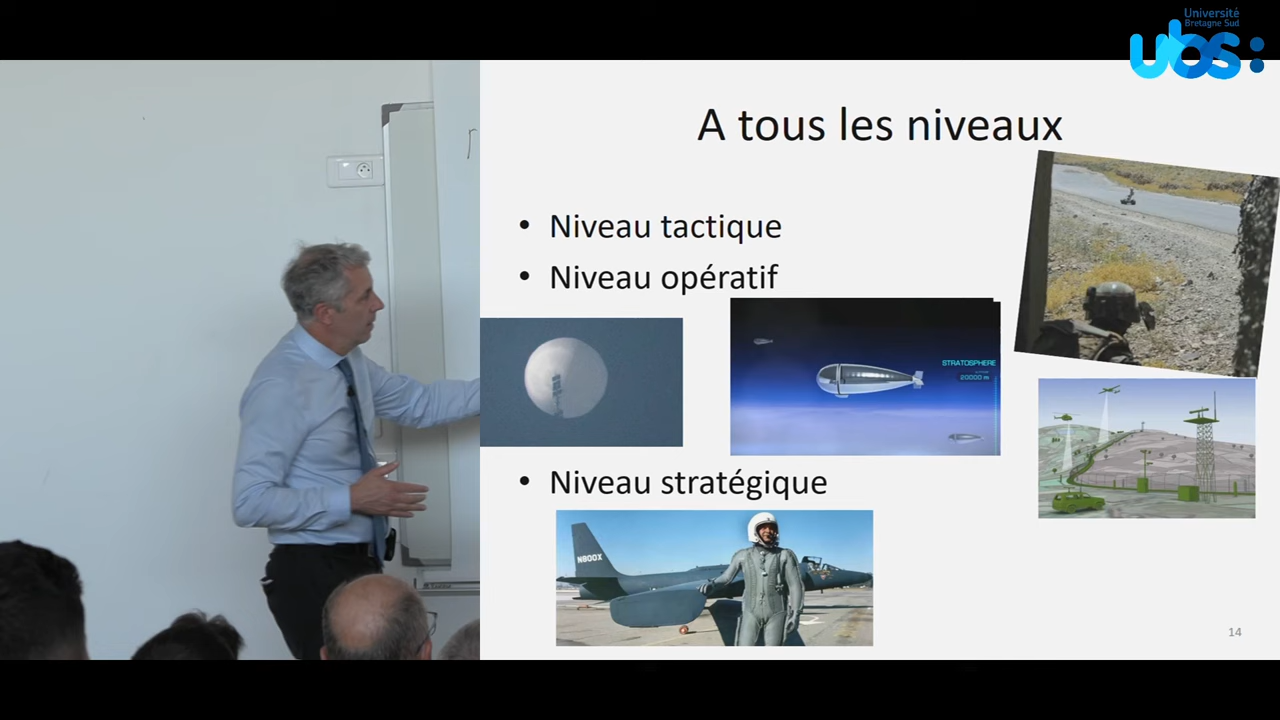 Université
Bretagne Sud
ubs:
A tous les niveaux
• Niveau tactique
• Niveau opératif
STRATOSPHERE
20000 m
• Niveau stratégique
N800X
14